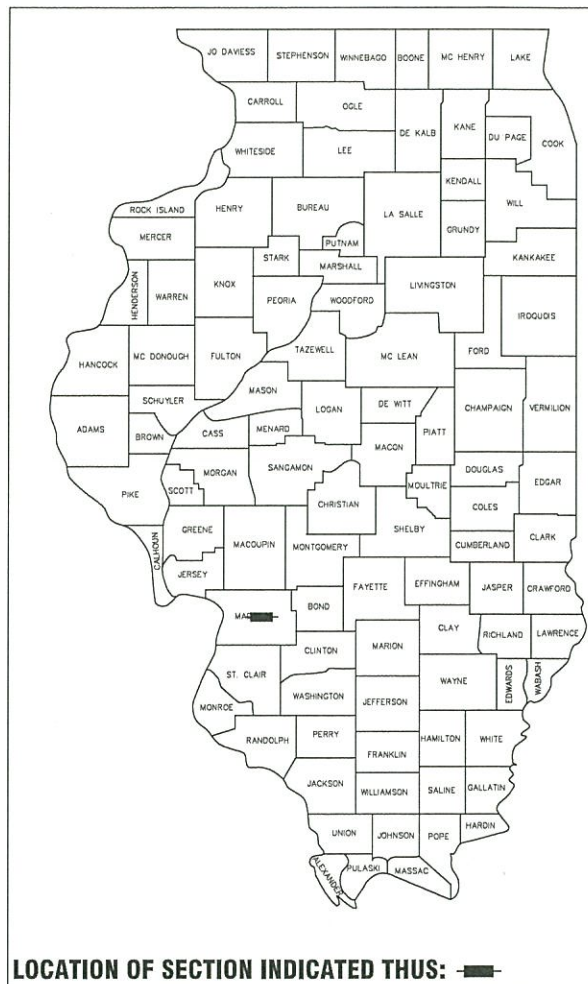 JO DAVIESS STEPHENSON WINNEBAGO BOONE MC HENRY LAKE
CARROLL OGLE DE KALB KANE DU PAGE COOK
WHITESIDE LEE KENDALL WILL
ROCK ISLAND HENRY BUREAU LA SALLE GRUNDY
MERCER STARK PUTNAM KANKAKEE
MARSHALL
HENDERSON WARREN KNOX PEORIA WOODFORD LIVINGSTON IROQUOIS
HANCOCK MC DONOUGH FULTON TAZEWELL MC LEAN FORD
SCHUYLER MASON LOGAN DE WITT CHAMPAIGN VERMILION
ADAMS BROWN CASS MENARD MACON PIATT
PIKE SCOTT MORGAN SANGAMON CHRISTIAN MOULTRIE DOUGLAS EDGAR
COLES
CALHOUN GREENE MACOUPIN MONTGOMERY SHELBY CUMBERLAND CLARK
JERSEY FAYETTE EFFINGHAM JASPER CRAWFORD
MA BOND CLAY RICHLAND LAWRENCE
CLINTON MARION
ST. CLAIR WAYNE EDWARDS WABASH
MONROE WASHINGTON JEFFERSON
RANDOLPH PERRY HAMILTON WHITE
FRANKLIN
JACKSON WILLIAMSON SALINE GALLATIN
UNION JOHNSON POPE HARDIN
ALEXANDER PULASKI MASSAC
LOCATION OF SECTION INDICATED THUS: